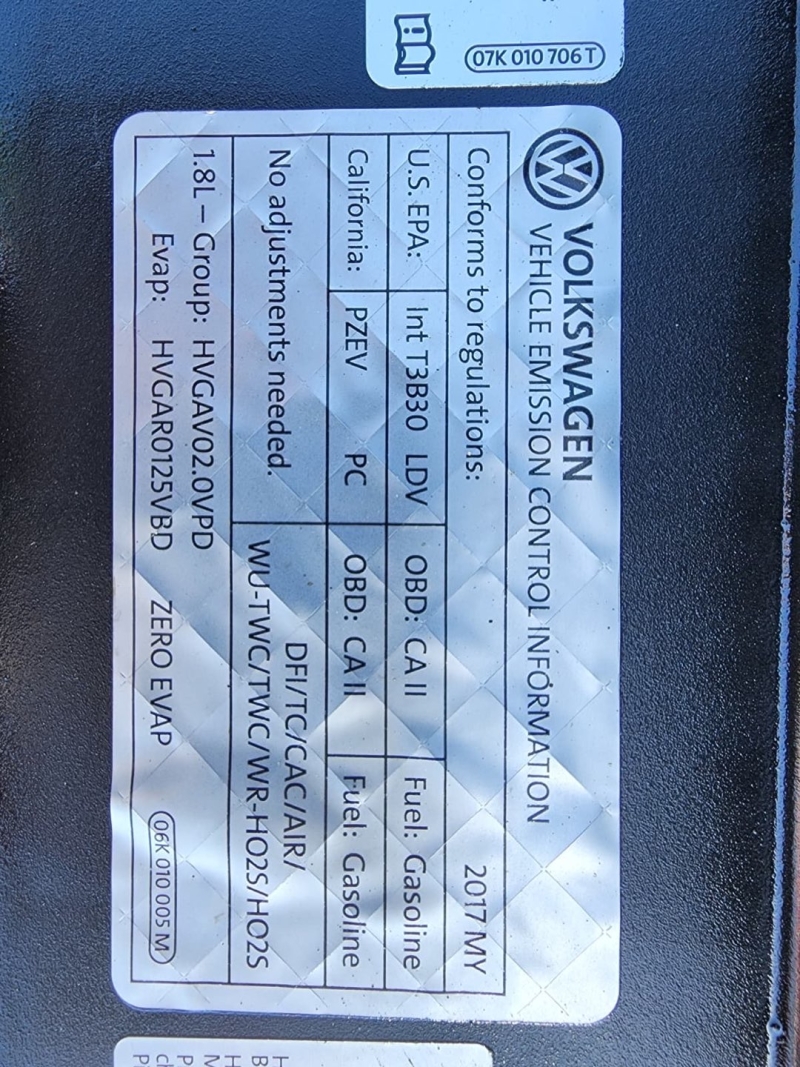 07K 010 706 T
VOLKSWAGEN
VEHICLE EMISSION CONTROL INFORMATION
Conforms to regulations: 2017 MY
U.S. EPA: Int T3B30 LDV OBD: CA II Fuel: Gasoline
California: PZEV PC OBD: CA II Fuel: Gasoline
No adjustments needed. DFI/TC/CAC/AIR/
WU-TWC/TWC/WR-HO2S/HO2S
1.8L – Group: HVGAV02.0VPD
Evap: HVGAR0125VBD ZERO EVAP 06K 010 005 M